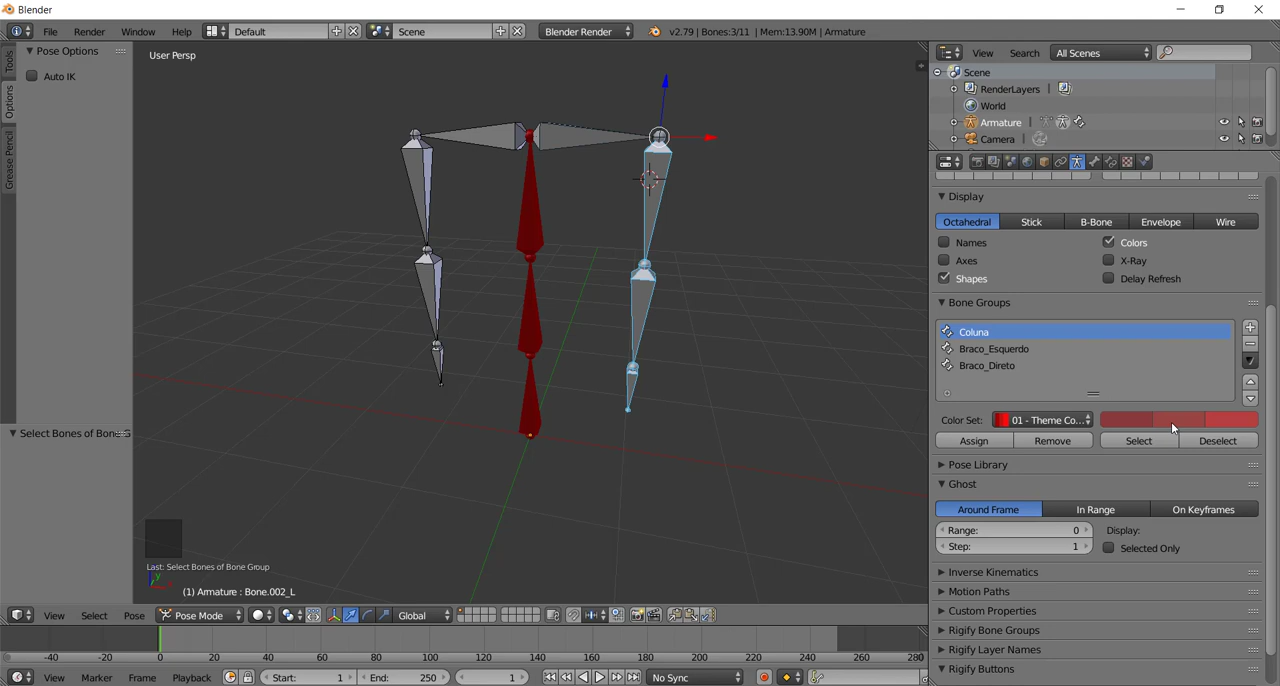 Blender
File Render Window Help Default Scene Blender Render v2.79 | Bones:3/11 | Mem:13.90M | Armature
Tools
Options
Grease Pencil
Pose Options
Auto IK
Select Bones of Bone G
User Persp
Last: Select Bones of Bone Group
(1) Armature : Bone.002_L
View Select Pose Pose Mode Global
-40 -20 0 20 40 60 80 100 120 140 160 180 200 220 240 260 280
View Marker Frame Playback Start: 1 End: 250 1 No Sync
View Search All Scenes
Scene
RenderLayers
World
Armature
Camera
Display
Octahedral Stick B-Bone Envelope Wire
Names Colors
Axes X-Ray
Shapes Delay Refresh
Bone Groups
Coluna
Braco_Esquerdo
Braco_Direto
Color Set: 01 - Theme Co...
Assign Remove Select Deselect
Pose Library
Ghost
Around Frame In Range On Keyframes
Range: 0 Display:
Step: 1 Selected Only
Inverse Kinematics
Motion Paths
Custom Properties
Rigify Bone Groups
Rigify Layer Names
Rigify Buttons